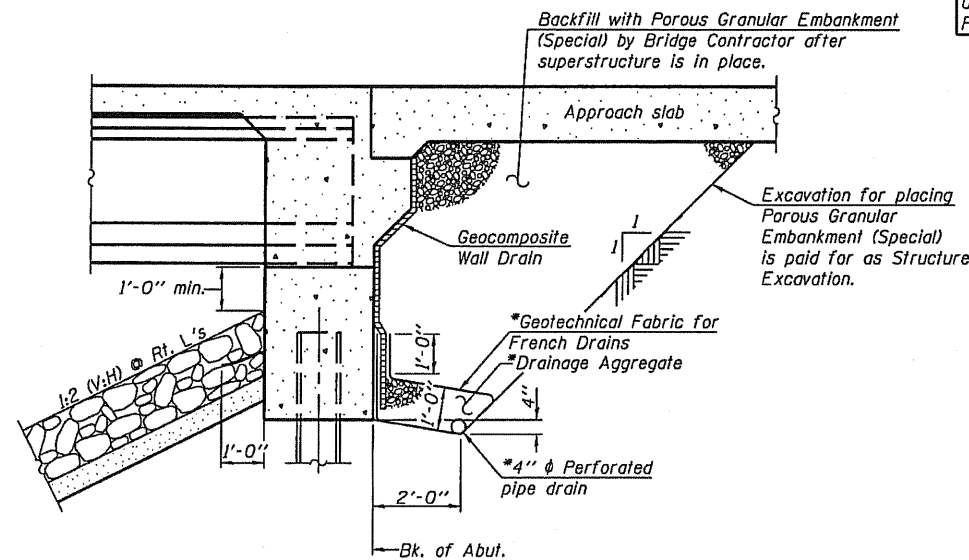 Backfill with Porous Granular Embankment
(Special) by Bridge Contractor after
superstructure is in place.
Approach slab
Excavation for placing
Porous Granular
Embankment (Special)
is paid for as Structure
Excavation.
1
1
Geocomposite
Wall Drain
1'-0" min.
1:2 (V:H) @ Rt. L's
1'-0"
*Geotechnical Fabric for
French Drains
*Drainage Aggregate
1'-0"
1'-0"
4"
*4" ϕ Perforated
pipe drain
2'-0"
Bk. of Abut.